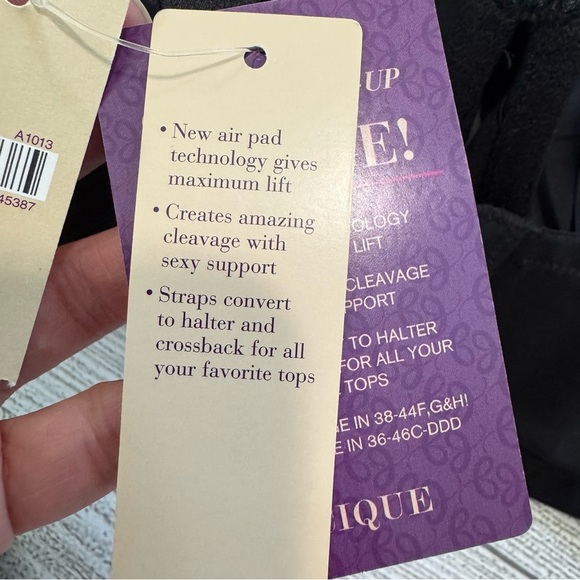 A1013
45387
• New air pad
technology gives
maximum lift
• Creates amazing
cleavage with
sexy support
• Straps convert
to halter and
crossback for all
your favorite tops
-UP
E!
OLOGY
LIFT
CLEAVAGE
PPORT
TO HALTER
FOR ALL YOUR
TOPS
E IN 38-44F,G&H!
E IN 36-46C-DDD
SIQUE